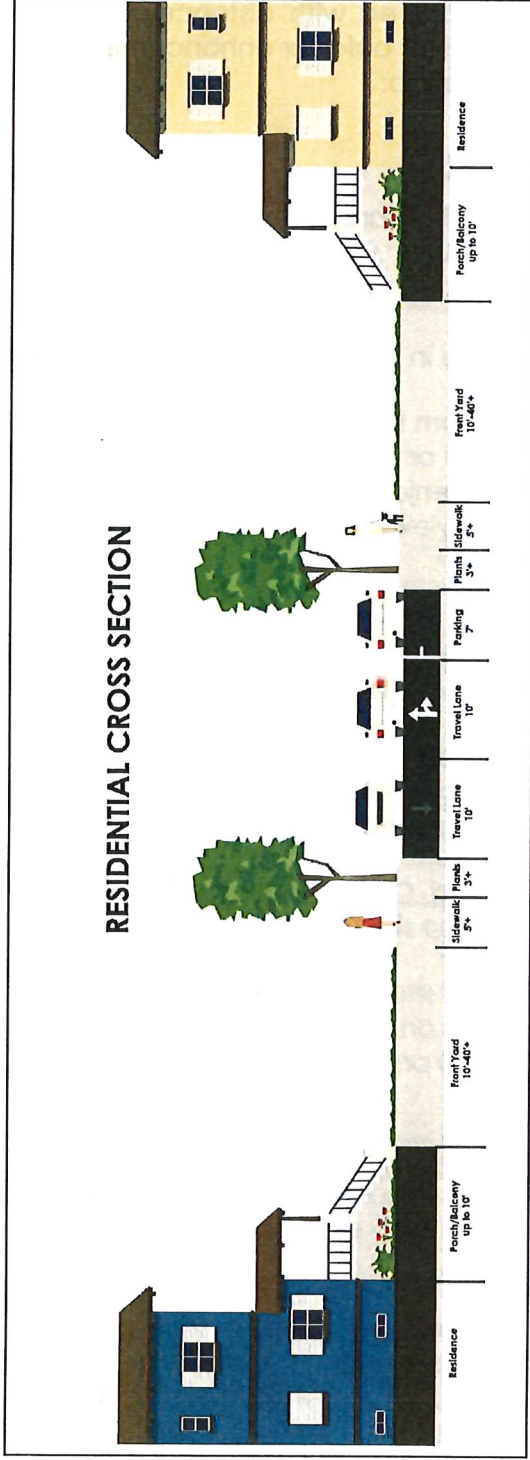 RESIDENTIAL CROSS SECTION
Residence
Porch/Balcony
up to 10'
Front Yard
10'-40'+
Sidewalk
5'+
Plants
3'+
Travel Lane
10'
Travel Lane
10'
Parking
7'
Plants
3'+
Sidewalk
5'+
Front Yard
10'-40'+
Porch/Balcony
up to 10'
Residence